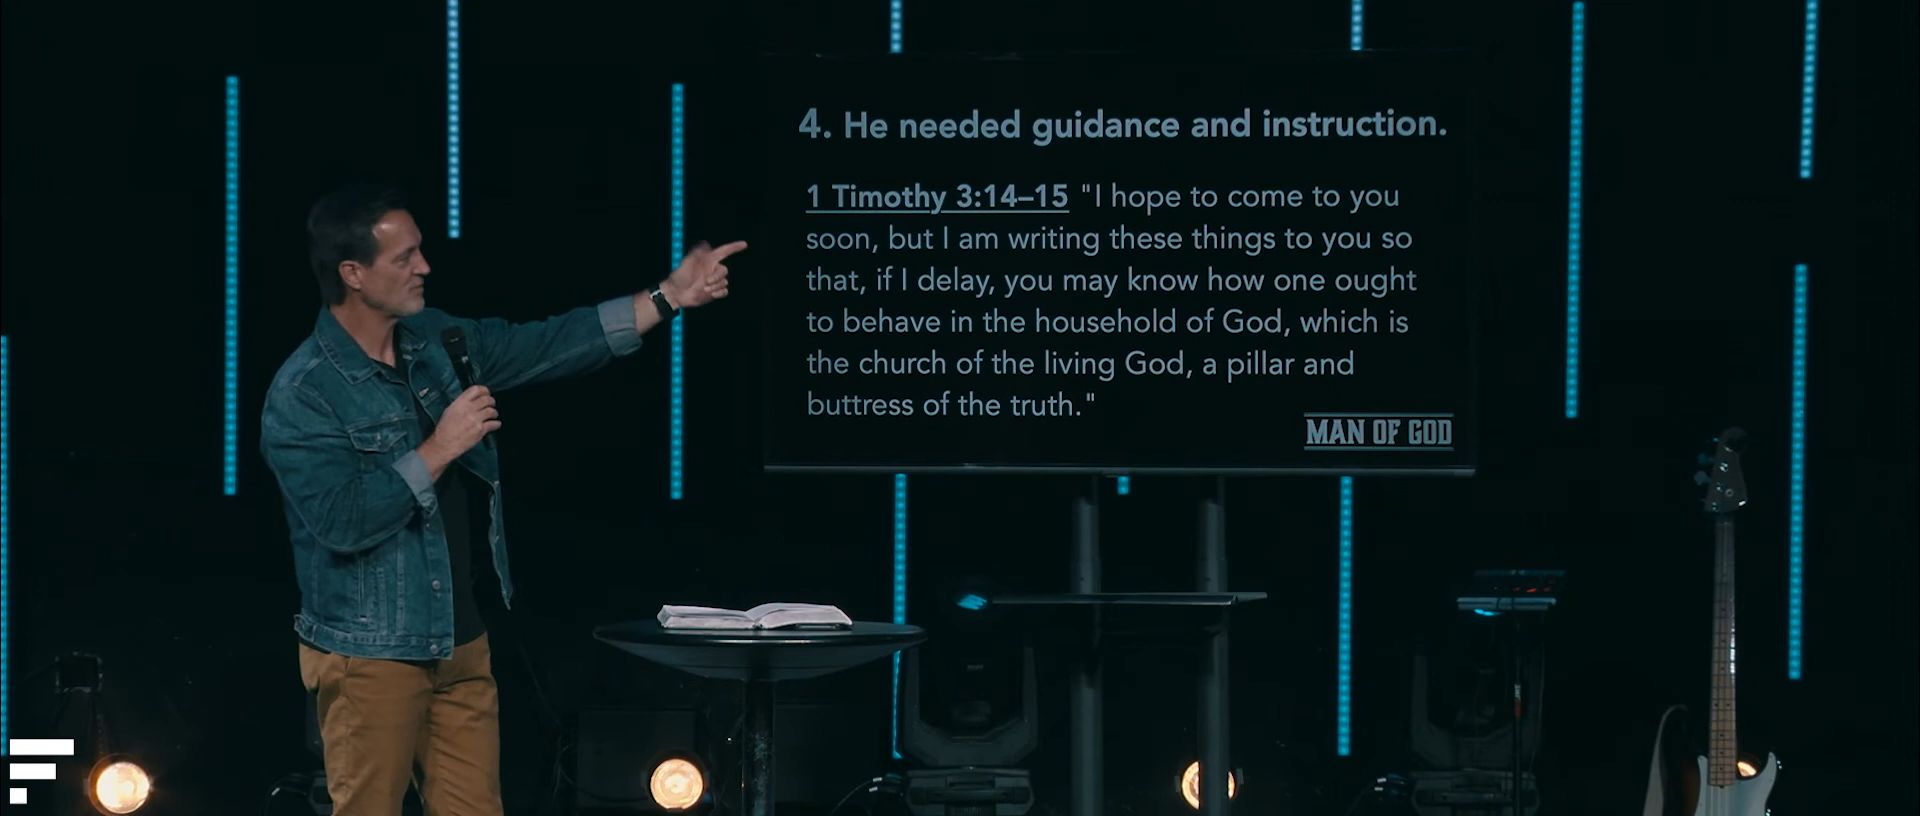 4. He needed guidance and instruction.
1 Timothy 3:14–15 "I hope to come to you
soon, but I am writing these things to you so
that, if I delay, you may know how one ought
to behave in the household of God, which is
the church of the living God, a pillar and
buttress of the truth."
MAN OF GOD